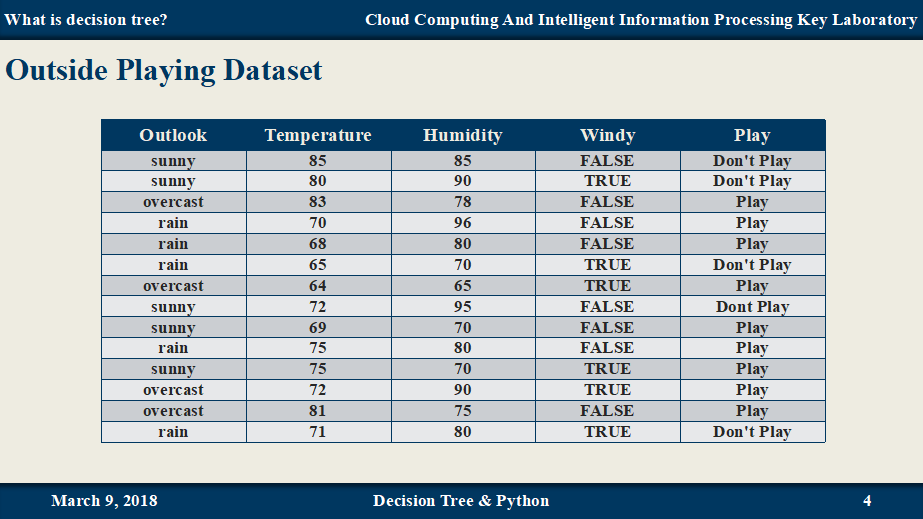 What is decision tree? Cloud Computing And Intelligent Information Processing Key Laboratory
Outside Playing Dataset
Outlook Temperature Humidity Windy Play
sunny 85 85 FALSE Don't Play
sunny 80 90 TRUE Don't Play
overcast 83 78 FALSE Play
rain 70 96 FALSE Play
rain 68 80 FALSE Play
rain 65 70 TRUE Don't Play
overcast 64 65 TRUE Play
sunny 72 95 FALSE Dont Play
sunny 69 70 FALSE Play
rain 75 80 FALSE Play
sunny 75 70 TRUE Play
overcast 72 90 TRUE Play
overcast 81 75 FALSE Play
rain 71 80 TRUE Don't Play
March 9, 2018 Decision Tree & Python 4